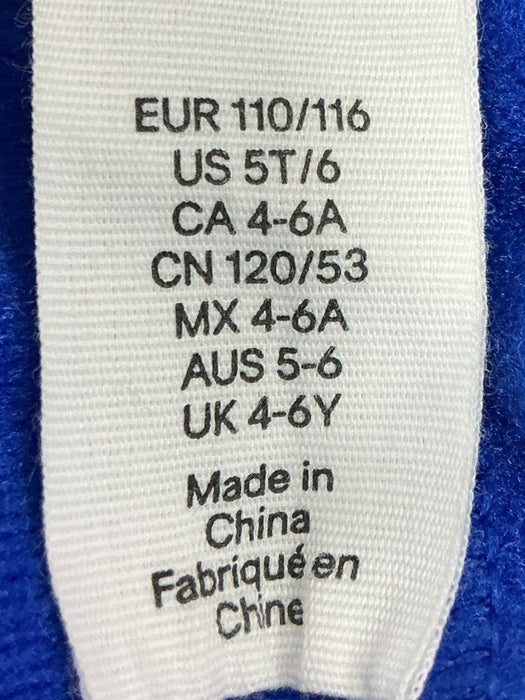 EUR 110/116
US 5T/6
CA 4-6A
CN 120/53
MX 4-6A
AUS 5-6
UK 4-6Y
Made in
China
Fabriqué en
Chine